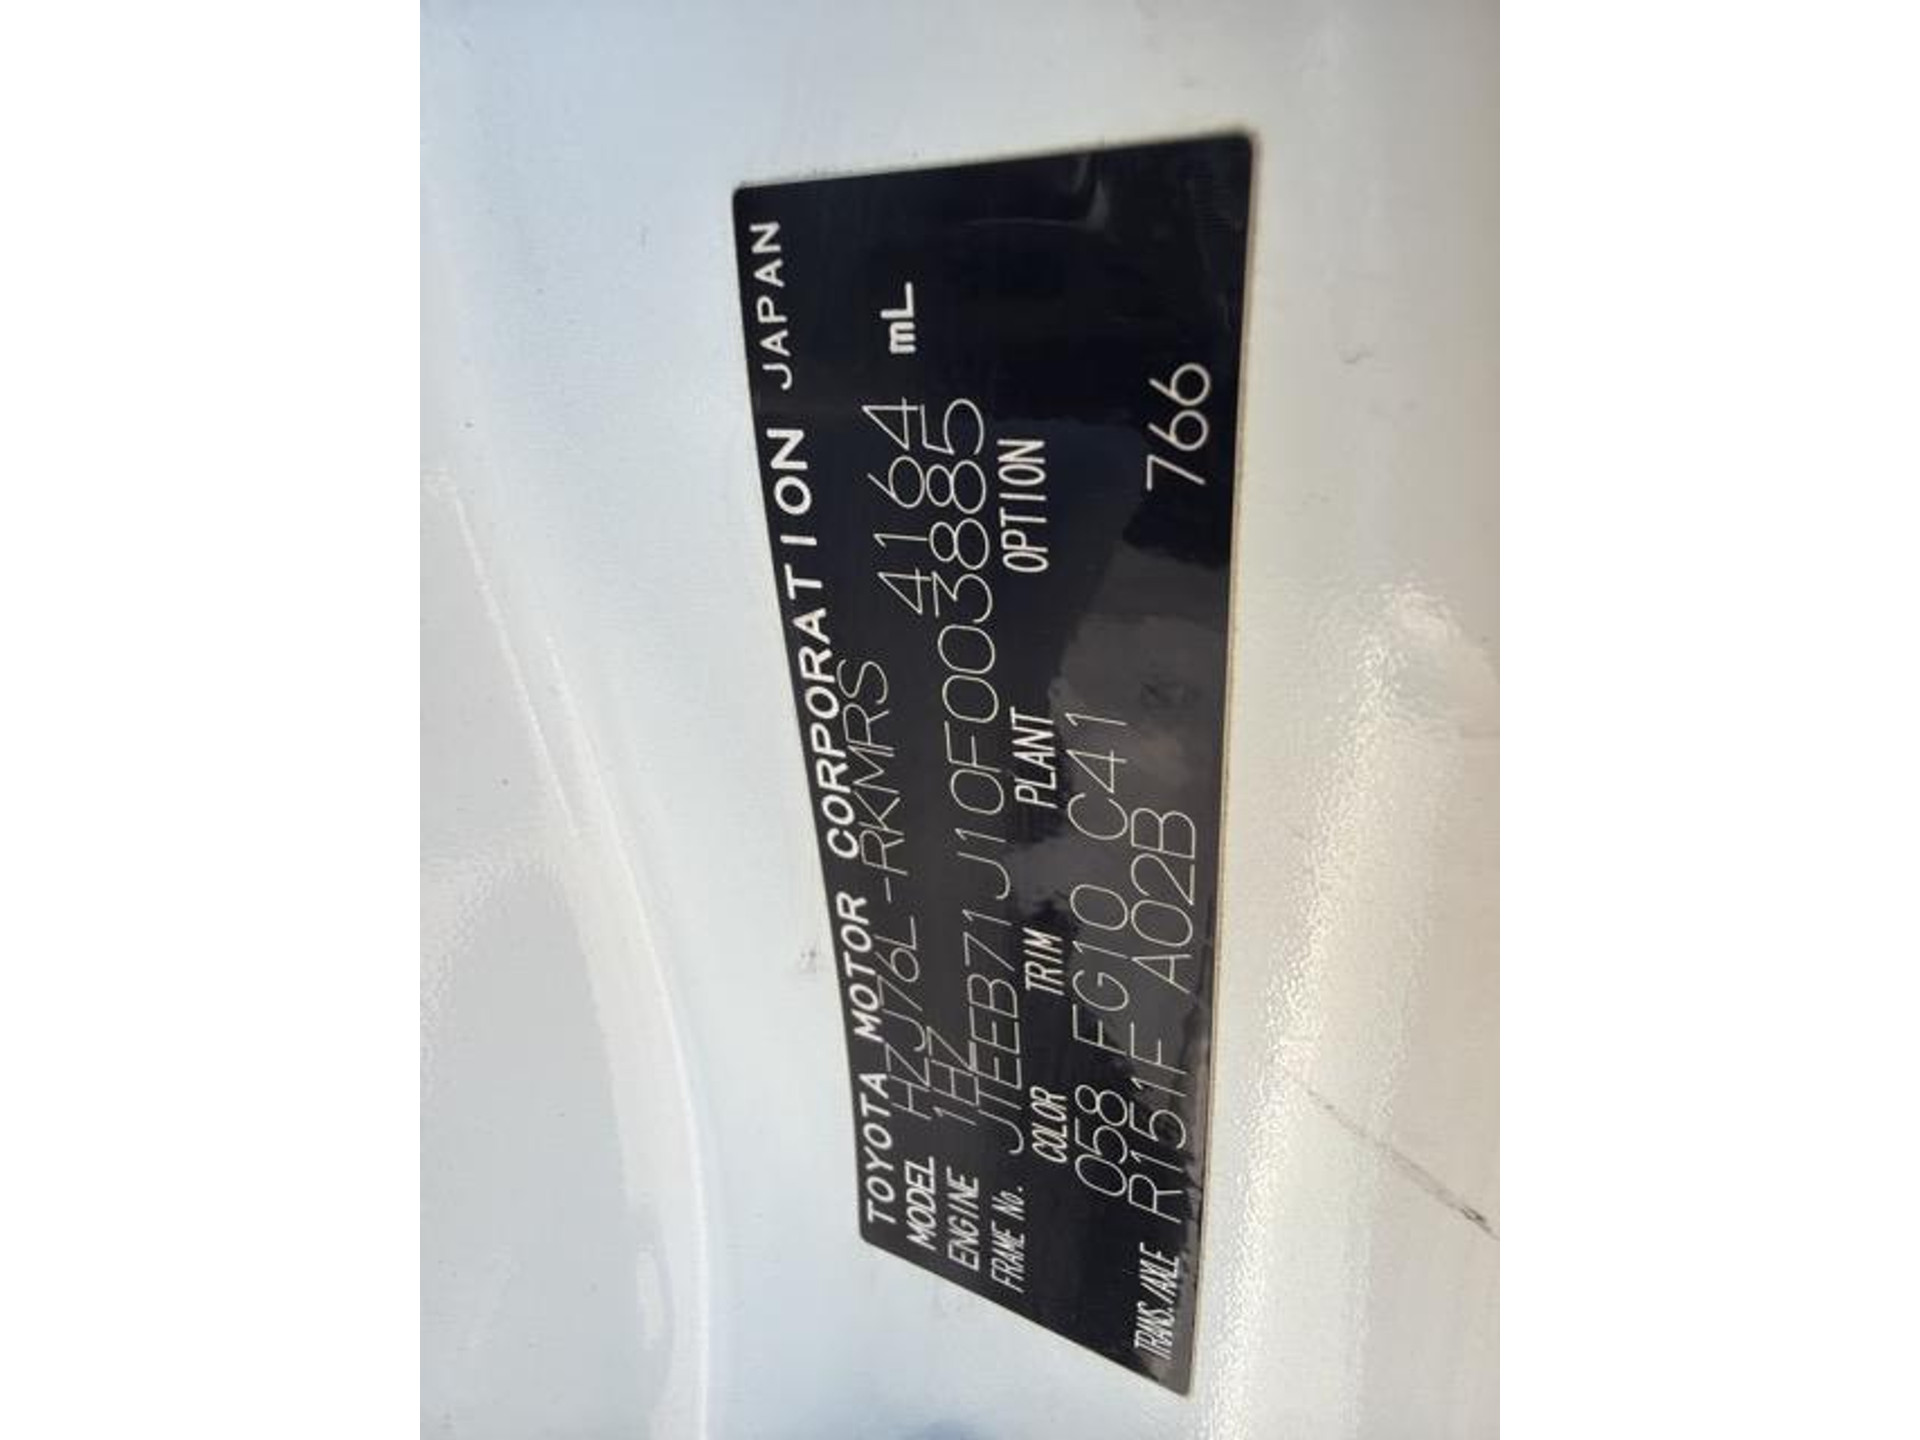 TOYOTA MOTOR CORPORATION JAPAN
MODEL HZJ76L-RKMRS
ENGINE 1HZ 4164 mL
FRAME No. JTEEB71J10F003885
COLOR TRIM PLANT OPTION
058 FG10 C41
TRANS./AXLE R151F A02B 766